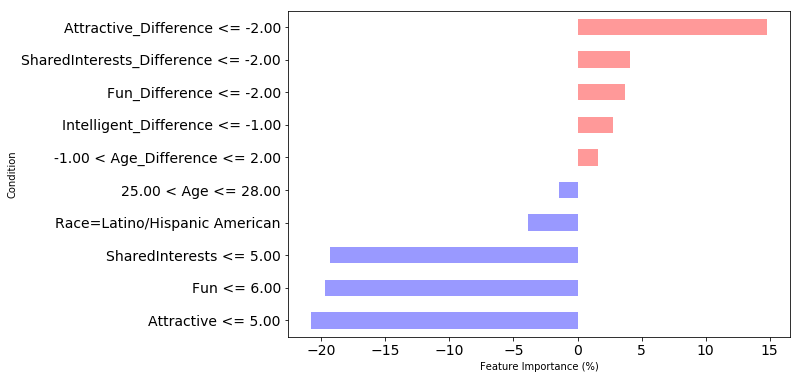 Attractive_Difference <= -2.00
SharedInterests_Difference <= -2.00
Fun_Difference <= -2.00
Intelligent_Difference <= -1.00
-1.00 < Age_Difference <= 2.00
25.00 < Age <= 28.00
Race=Latino/Hispanic American
SharedInterests <= 5.00
Fun <= 6.00
Attractive <= 5.00
Condition
−20 −15 −10 −5 0 5 10 15
Feature Importance (%)